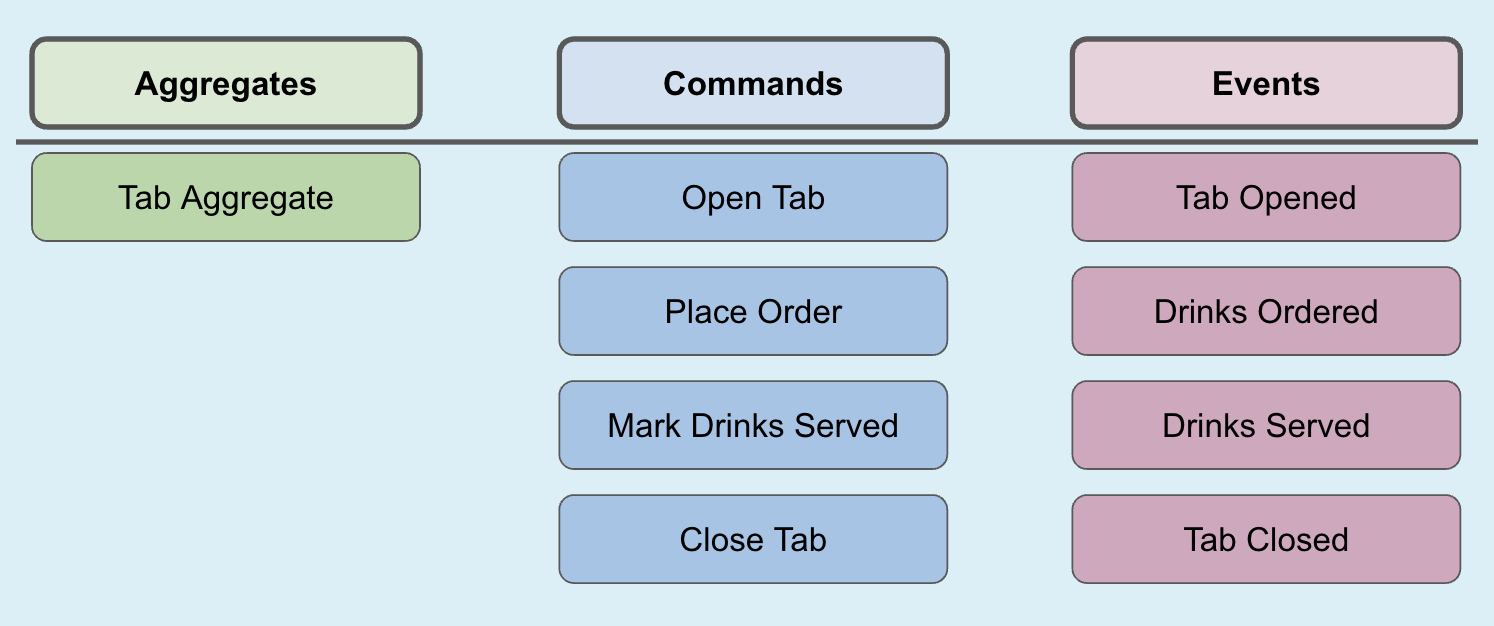 Aggregates
Commands
Events
Tab Aggregate
Open Tab
Tab Opened
Place Order
Drinks Ordered
Mark Drinks Served
Drinks Served
Close Tab
Tab Closed